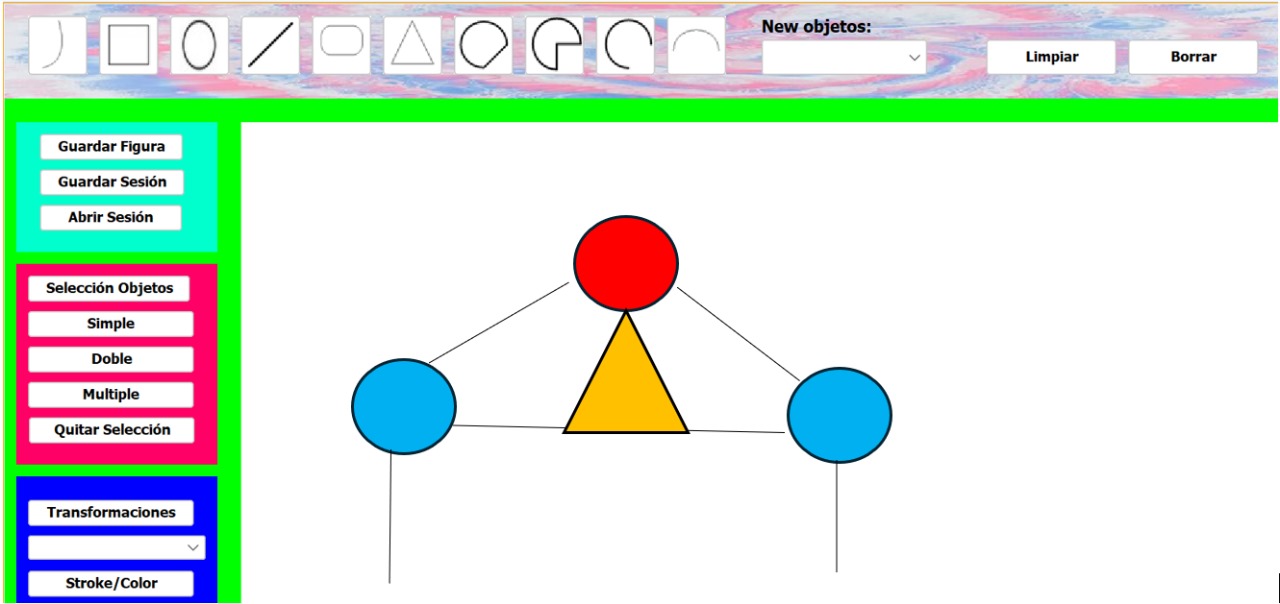 New objetos:
Limpiar
Borrar
Guardar Figura
Guardar Sesión
Abrir Sesión
Selección Objetos
Simple
Doble
Multiple
Quitar Selección
Transformaciones
Stroke/Color